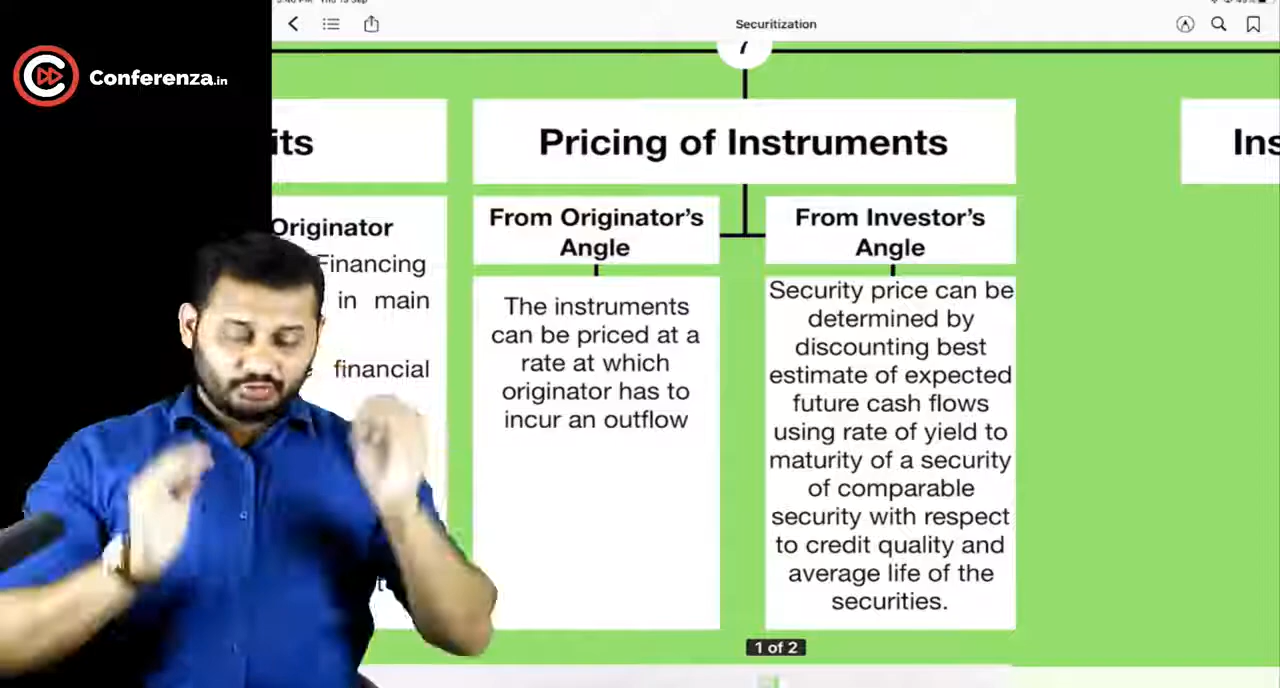 Securitization
Conferenza.in
7
its
Pricing of Instruments
Ins
Originator
Financing
in main
financial
From Originator's
Angle
The instruments
can be priced at a
rate at which
originator has to
incur an outflow
From Investor's
Angle
Security price can be
determined by
discounting best
estimate of expected
future cash flows
using rate of yield to
maturity of a security
of comparable
security with respect
to credit quality and
average life of the
securities.
1 of 2